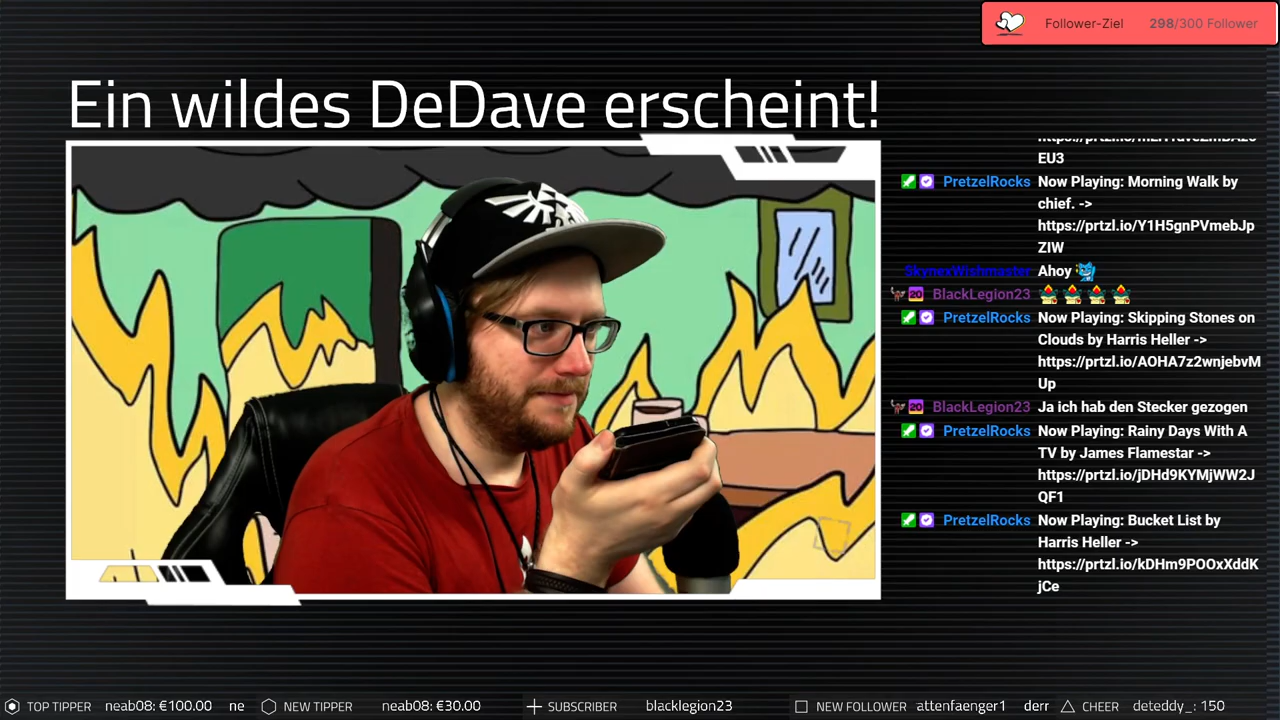 Follower-Ziel 298/300 Follower
Ein wildes DeDave erscheint!
EU3
PretzelRocks Now Playing: Morning Walk by
chief. ->
https://prtzl.io/Y1H5gnPVmebJp
ZIW
SkynexWishmaster Ahoy
20 BlackLegion23
PretzelRocks Now Playing: Skipping Stones on
Clouds by Harris Heller ->
https://prtzl.io/AOHA7z2wnjebvM
Up
20 BlackLegion23 Ja ich hab den Stecker gezogen
PretzelRocks Now Playing: Rainy Days With A
TV by James Flamestar ->
https://prtzl.io/jDHd9KYMjWW2J
QF1
PretzelRocks Now Playing: Bucket List by
Harris Heller ->
https://prtzl.io/kDHm9POOxXddK
jCe
TOP TIPPER neab08: €100.00 ne NEW TIPPER neab08: €30.00 SUBSCRIBER blacklegion23 NEW FOLLOWER attenfaenger1 derr CHEER deteddy_: 150